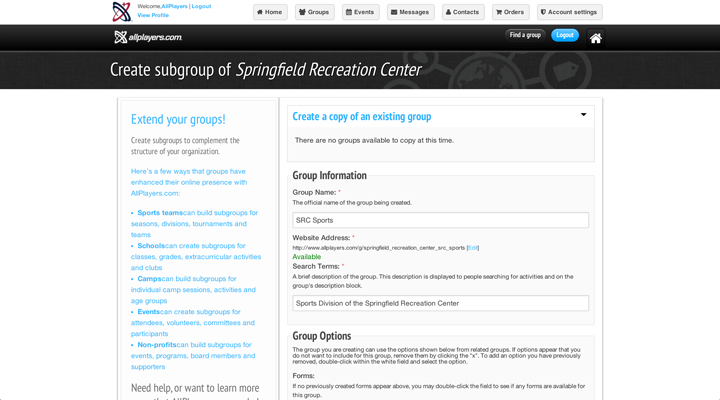 Welcome,AllPlayers | Logout
View Profile
Home
Groups
Events
Messages
Contacts
Orders
Account settings
allplayers.com
Find a group
Logout
Create subgroup of Springfield Recreation Center
Extend your groups!
Create subgroups to complement the
structure of your organization.
Here's a few ways that groups have
enhanced their online presence with
AllPlayers.com:
• Sports teamscan build subgroups for
seasons, divisions, tournaments and
teams
• Schoolscan create subgroups for
classes, grades, extracurricular activities
and clubs
• Campscan build subgroups for
individual camp sessions, activities and
age groups
• Eventscan create subgroups for
attendees, volunteers, committees and
participants
• Non-profitscan build subgroups for
events, programs, board members and
supporters
Need help, or want to learn more
Create a copy of an existing group
There are no groups available to copy at this time.
Group Information
Group Name: *
The official name of the group being created.
SRC Sports
Website Address: *
http://www.allplayers.com/g/springfield_recreation_center_src_sports [Edit]
Available
Search Terms: *
A brief description of the group. This description is displayed to people searching for activities and on the
group's description block.
Sports Division of the Springfield Recreation Center
Group Options
The group you are creating can use the options shown below from related groups. If options appear that you
do not want to include for this group, remove them by clicking the "x". To add an option you have previously
removed, double-click within the white field and select the option.
Forms:
If no previously created forms appear above, you may double-click the field to see if any forms are available for
this group.